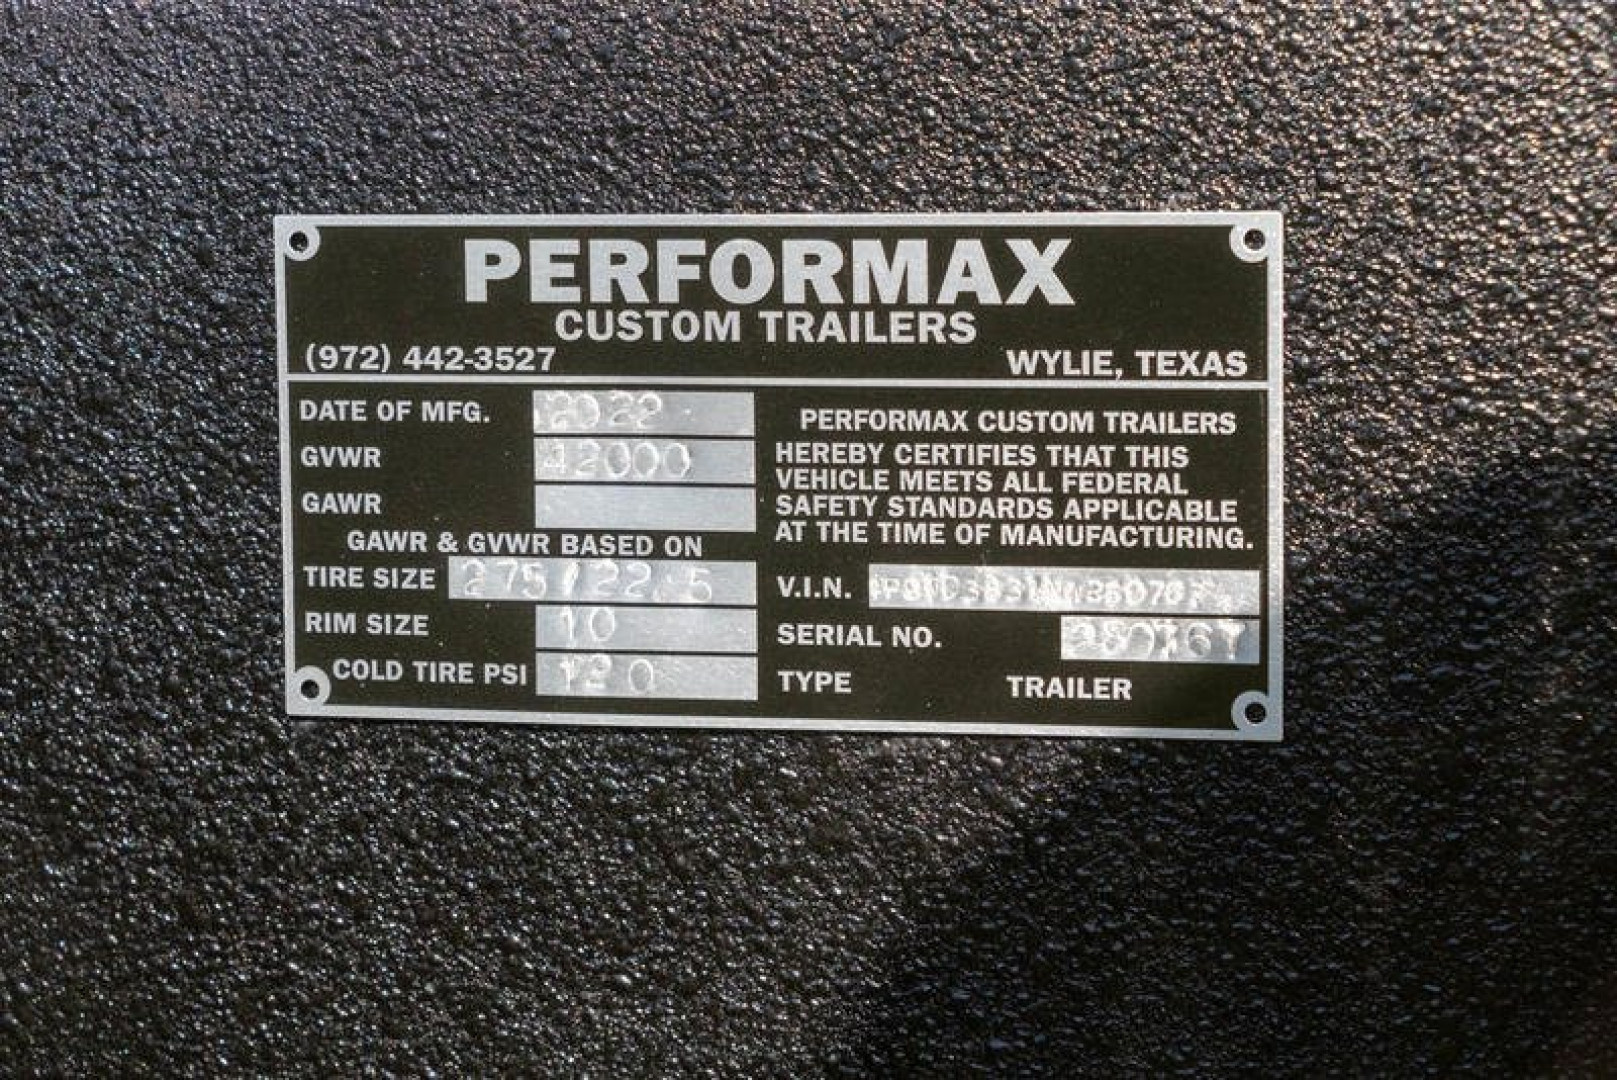 PERFORMAX
CUSTOM TRAILERS
(972) 442-3527 WYLIE, TEXAS
DATE OF MFG. 2022
GVWR 42000
GAWR
GAWR & GVWR BASED ON
TIRE SIZE 275/22.5
RIM SIZE 10
COLD TIRE PSI 120
PERFORMAX CUSTOM TRAILERS
HEREBY CERTIFIES THAT THIS
VEHICLE MEETS ALL FEDERAL
SAFETY STANDARDS APPLICABLE
AT THE TIME OF MANUFACTURING.
V.I.N.
SERIAL NO.
TYPE TRAILER